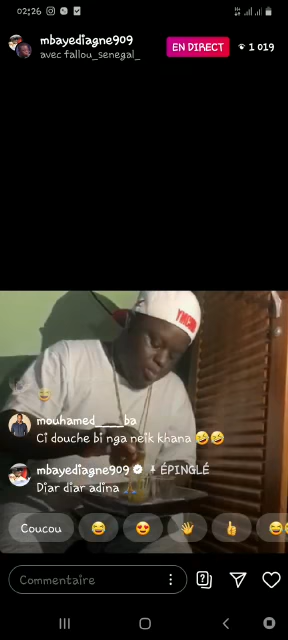 02:26
mbayediagne909
avec fallou_senegal_
EN DIRECT
1 019
mouhamed____ba
Ci douche bi nga neik khana 🤣🤣
mbayediagne909 ÉPINGLÉ
Diar diar adina
Coucou
Commentaire